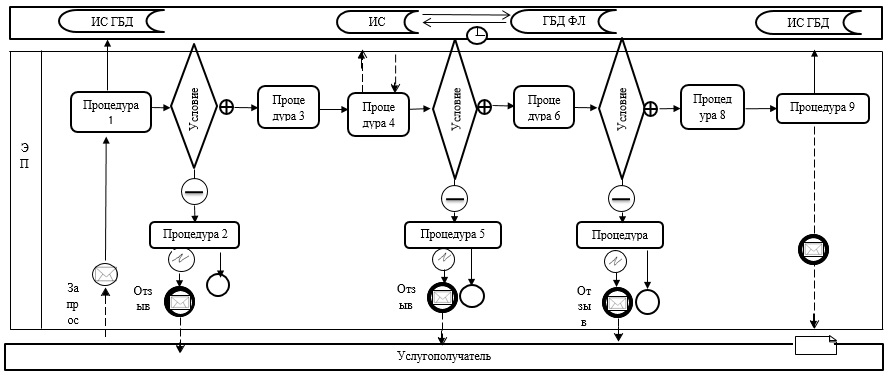 ИС ГБД
ИС
ГБД ФЛ
ИС ГБД
Э
П
Процедура
1
Условие
Проце
дура 3
Проце
дура 4
Условие
Проце
дура 6
Условие
Процед
ура 8
Процедура 9
Процедура 2
Процедура 5
Процедура
За
пр
ос
Отз
ыв
Отз
ыв
От
зы
в
Услугополучатель